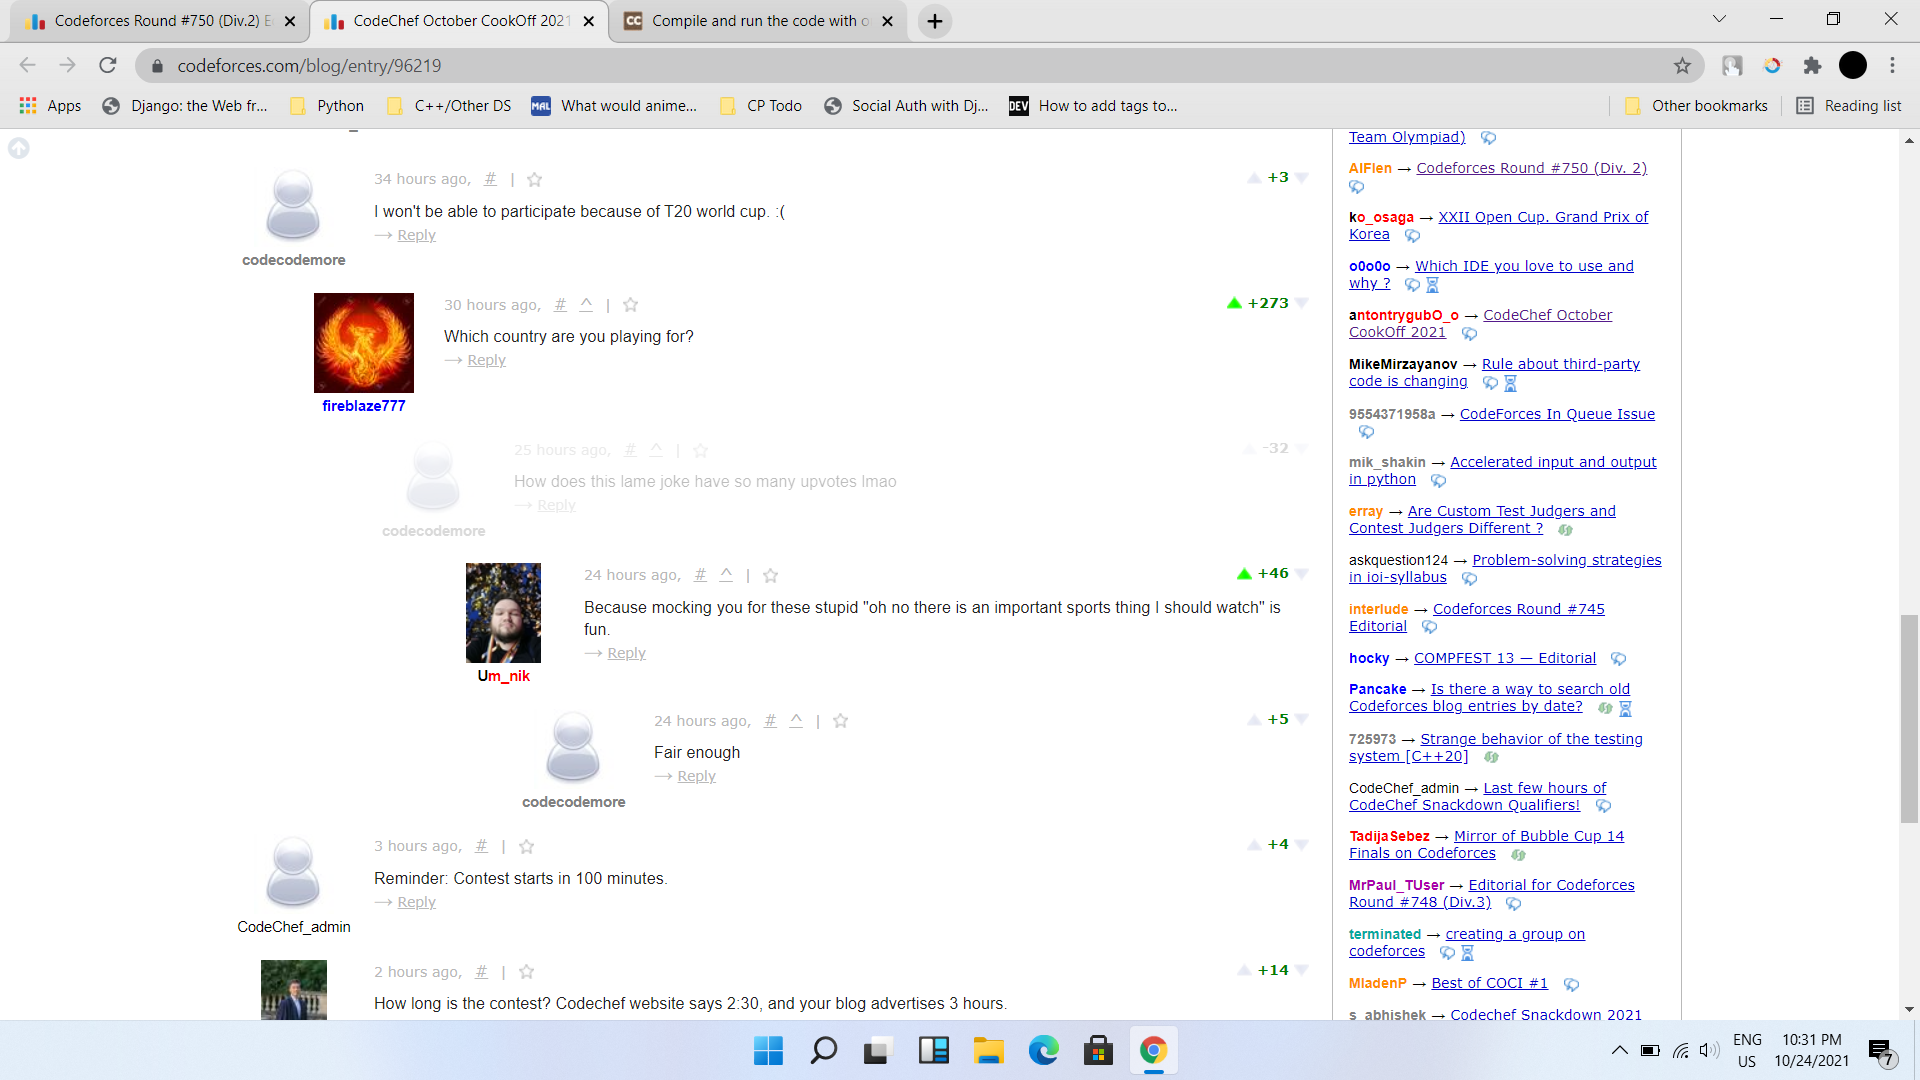 Codeforces Round #750 (Div.2) E
CodeChef October CookOff 2021
Compile and run the code with o
codeforces.com/blog/entry/96219
Apps
Django: the Web fr...
Python
C++/Other DS
MAL What would anime...
CP Todo
Social Auth with Dj...
DEV How to add tags to...
Other bookmarks
Reading list
34 hours ago, # |
+3
I won't be able to participate because of T20 world cup. :(
→ Reply
codecodemore
30 hours ago, # ^ |
+273
Which country are you playing for?
→ Reply
fireblaze777
25 hours ago, # ^ |
-32
How does this lame joke have so many upvotes lmao
→ Reply
codecodemore
24 hours ago, # ^ |
+46
Because mocking you for these stupid "oh no there is an important sports thing I should watch" is
fun.
→ Reply
Um_nik
24 hours ago, # ^ |
+5
Fair enough
→ Reply
codecodemore
3 hours ago, # |
+4
Reminder: Contest starts in 100 minutes.
→ Reply
CodeChef_admin
2 hours ago, # |
+14
How long is the contest? Codechef website says 2:30, and your blog advertises 3 hours.
Team Olympiad)
AlFlen → Codeforces Round #750 (Div. 2)
ko_osaga → XXII Open Cup. Grand Prix of
Korea
o0o0o → Which IDE you love to use and
why ?
antontrygubO_o → CodeChef October
CookOff 2021
MikeMirzayanov → Rule about third-party
code is changing
9554371958a → CodeForces In Queue Issue
mik_shakin → Accelerated input and output
in python
erray → Are Custom Test Judgers and
Contest Judgers Different ?
askquestion124 → Problem-solving strategies
in ioi-syllabus
interlude → Codeforces Round #745
Editorial
hocky → COMPFEST 13 — Editorial
Pancake → Is there a way to search old
Codeforces blog entries by date?
725973 → Strange behavior of the testing
system [C++20]
CodeChef_admin → Last few hours of
CodeChef Snackdown Qualifiers!
TadijaSebez → Mirror of Bubble Cup 14
Finals on Codeforces
MrPaul_TUser → Editorial for Codeforces
Round #748 (Div.3)
terminated → creating a group on
codeforces
MladenP → Best of COCI #1
s_abhishek → Codechef Snackdown 2021
ENG
US
10:31 PM
10/24/2021
7